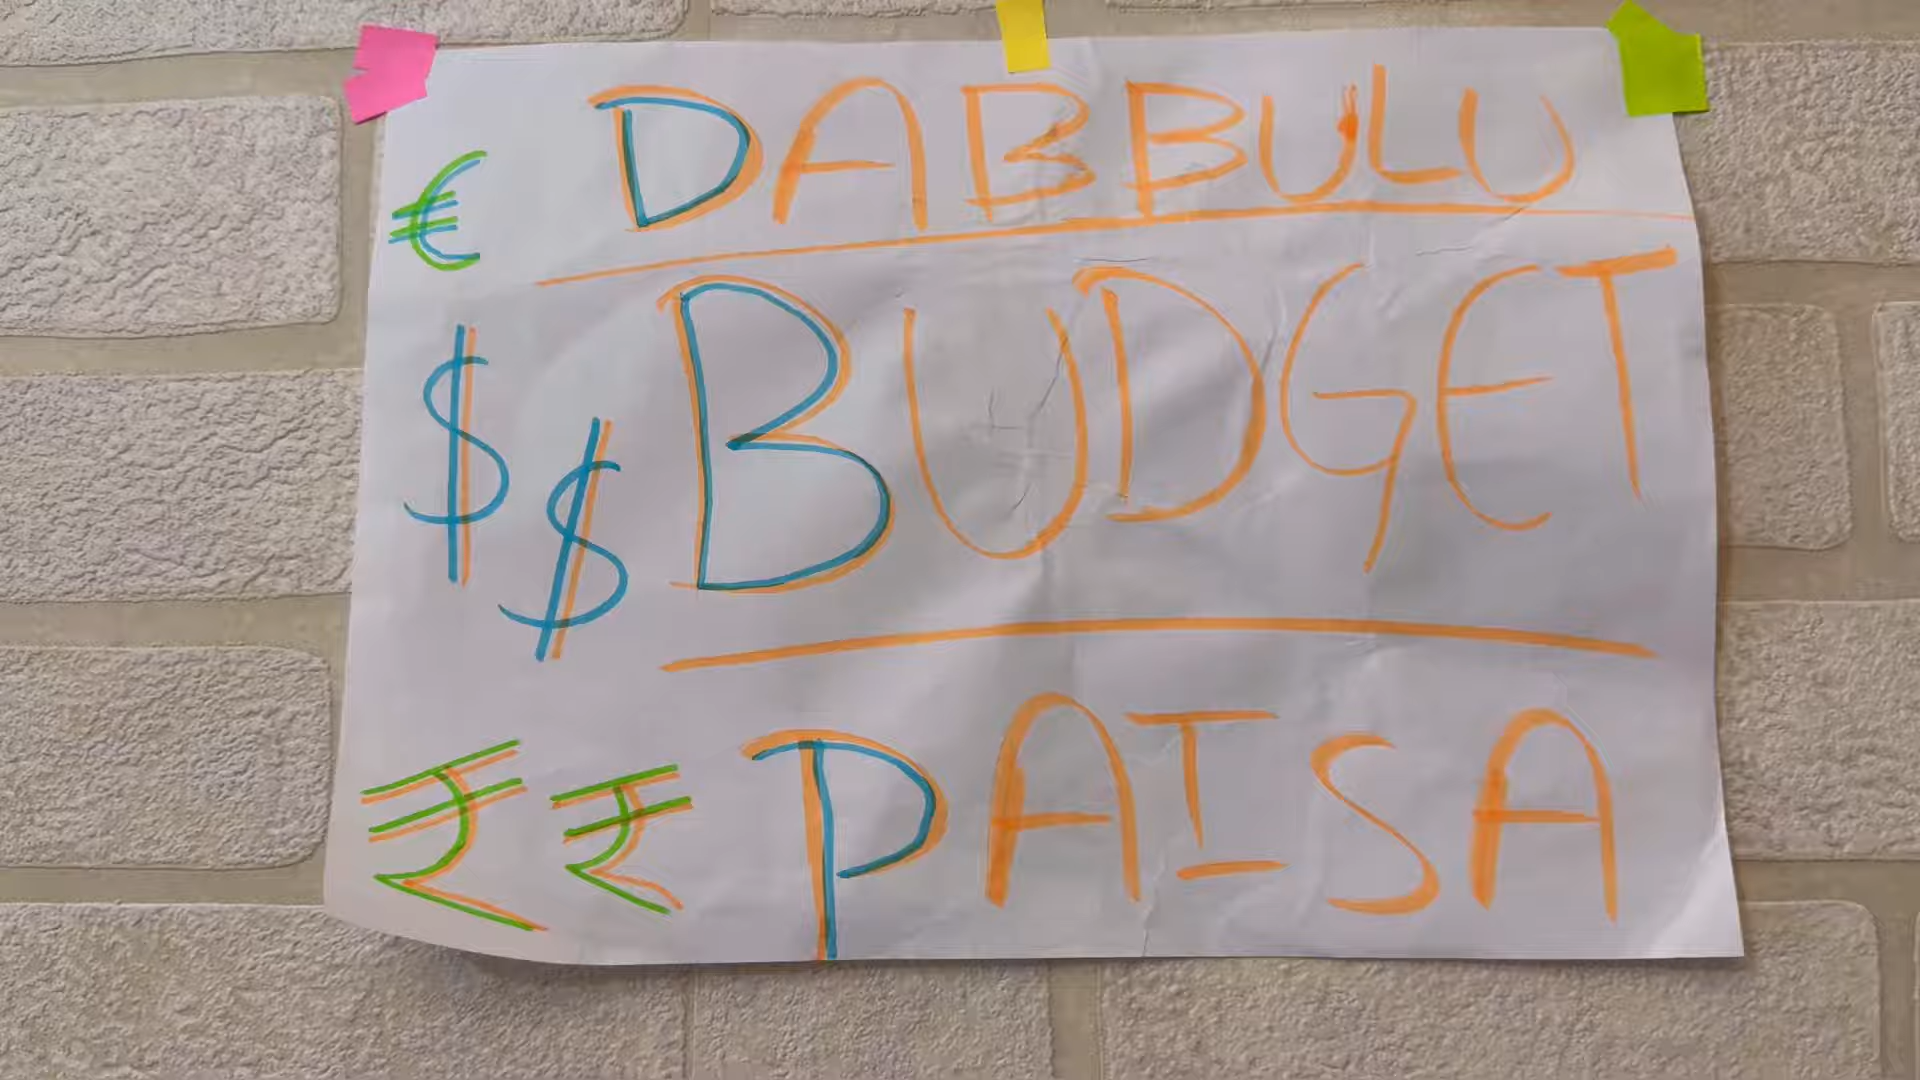 € DABBULU
$ $ BUDGET
₹ ₹ PAISA